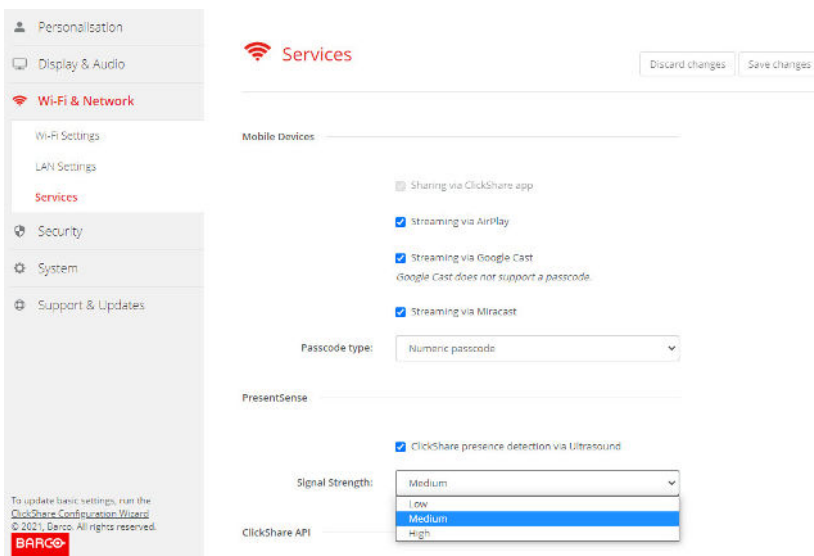 Personalisation
Display & Audio
Wi-Fi & Network
Wi-Fi Settings
LAN Settings
Services
Security
System
Support & Updates
To update basic settings, run the
ClickShare Configuration Wizard
© 2021, Barco. All rights reserved.
BARCO
Services
Discard changes
Save changes
Mobile Devices
Sharing via ClickShare app
Streaming via AirPlay
Streaming via Google Cast
Google Cast does not support a passcode.
Streaming via Miracast
Passcode type: Numeric passcode
PresentSense
ClickShare presence detection via Ultrasound
Signal Strength: Medium
Low
Medium
High
ClickShare API